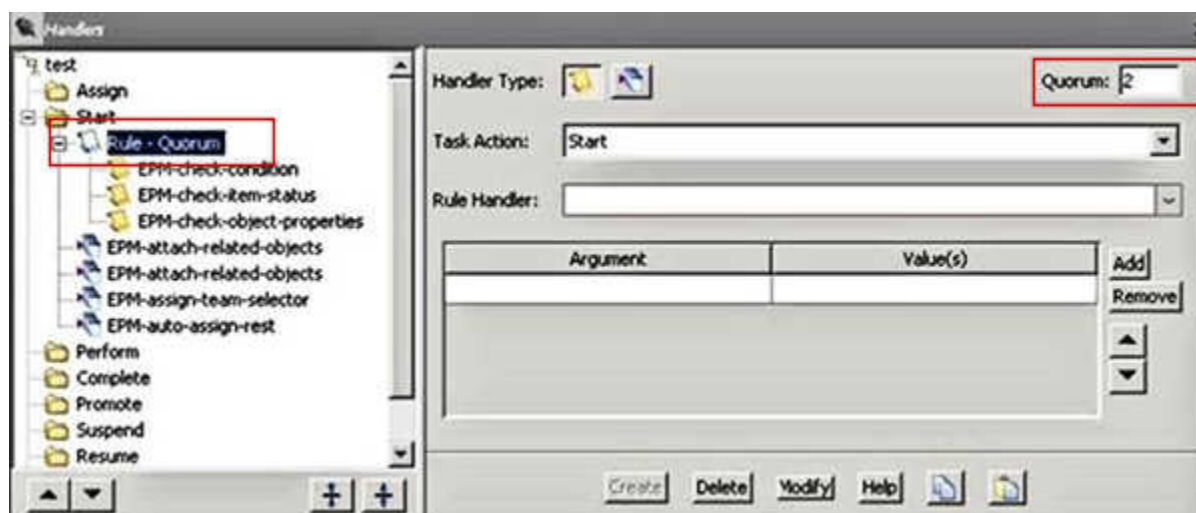 Handlers
test
Assign
Start
Rule - Quorum
EPM-check-condition
EPM-check-item-status
EPM-check-object-properties
EPM-attach-related-objects
EPM-attach-related-objects
EPM-assign-team-selector
EPM-auto-assign-rest
Perform
Complete
Promote
Suspend
Resume
Handler Type:
Quorum: 2
Task Action: Start
Rule Handler:
Argument Value(s)
Add
Remove
Create Delete Modify Help